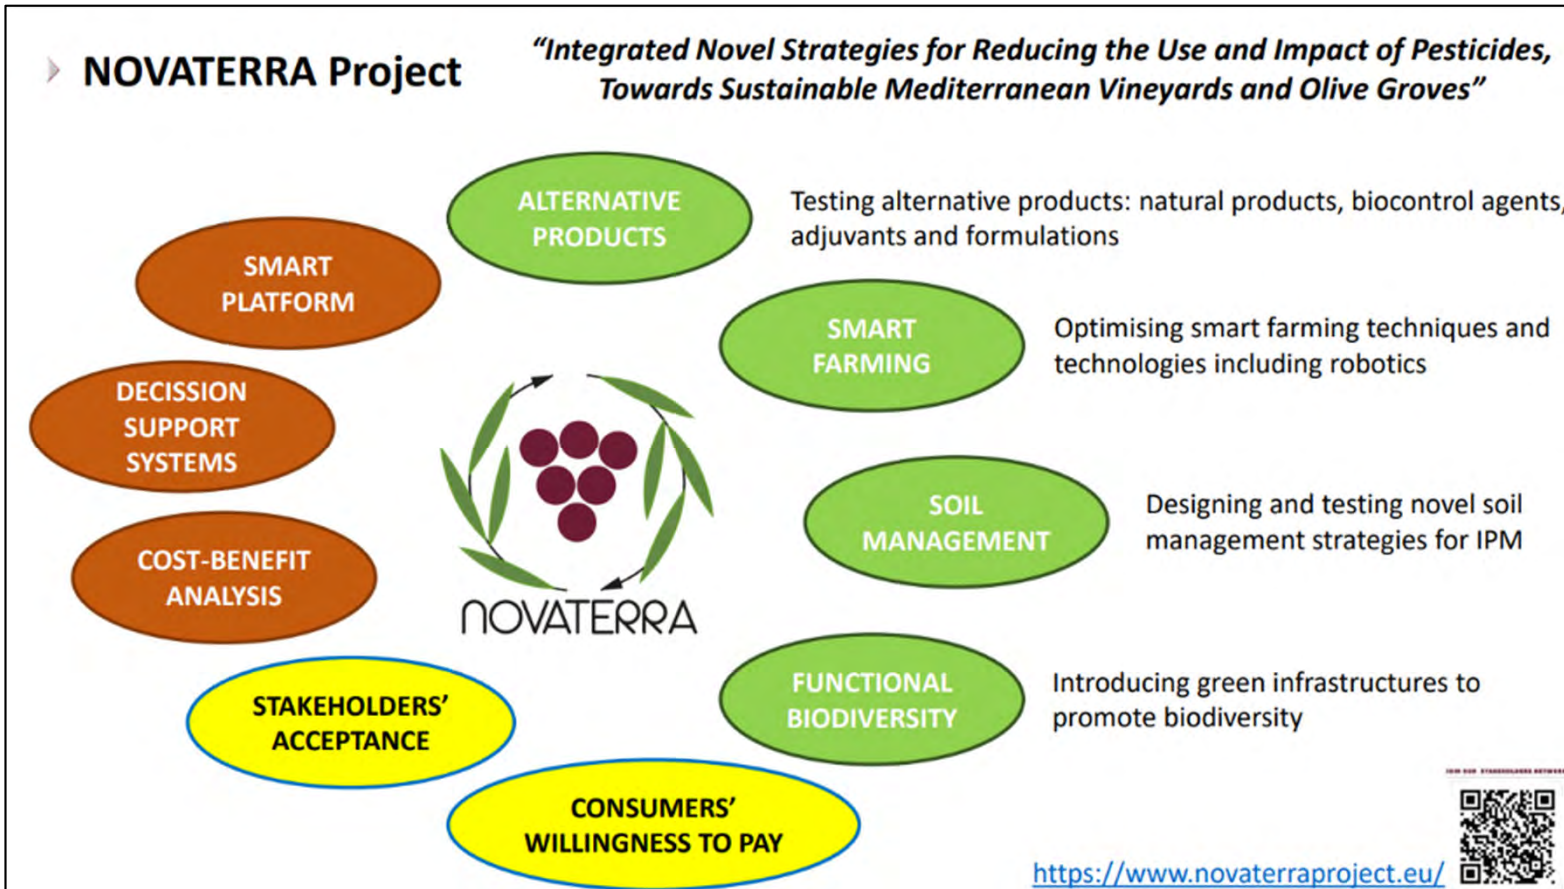 NOVATERRA Project
“Integrated Novel Strategies for Reducing the Use and Impact of Pesticides,
Towards Sustainable Mediterranean Vineyards and Olive Groves”
ALTERNATIVE
PRODUCTS
Testing alternative products: natural products, biocontrol agents,
adjuvants and formulations
SMART
PLATFORM
SMART
FARMING
Optimising smart farming techniques and
technologies including robotics
DECISSION
SUPPORT
SYSTEMS
SOIL
MANAGEMENT
Designing and testing novel soil
management strategies for IPM
COST-BENEFIT
ANALYSIS
NOVATERRA
FUNCTIONAL
BIODIVERSITY
Introducing green infrastructures to
promote biodiversity
STAKEHOLDERS’
ACCEPTANCE
CONSUMERS’
WILLINGNESS TO PAY
JOIN OUR STAKEHOLDERS NETWORK
https://www.novaterraproject.eu/